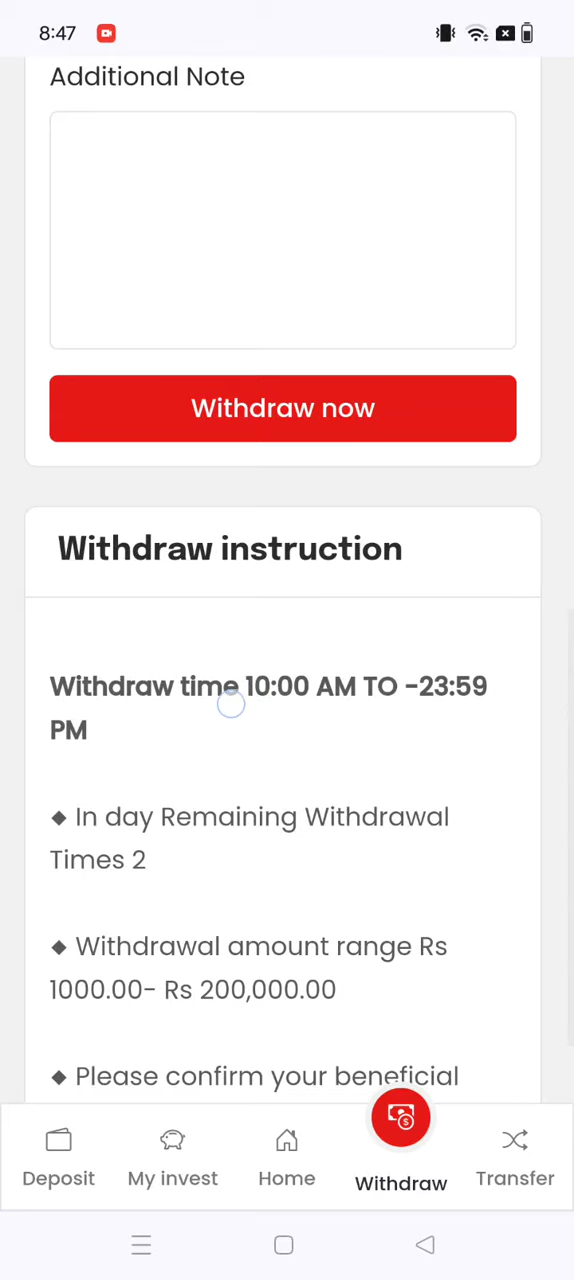 8:47
Additional Note
Withdraw now
Withdraw instruction
Withdraw time 10:00 AM TO -23:59
PM
◆ In day Remaining Withdrawal
Times 2
◆ Withdrawal amount range Rs
1000.00- Rs 200,000.00
◆ Please confirm your beneficial
Deposit
My invest
Home
Withdraw
Transfer